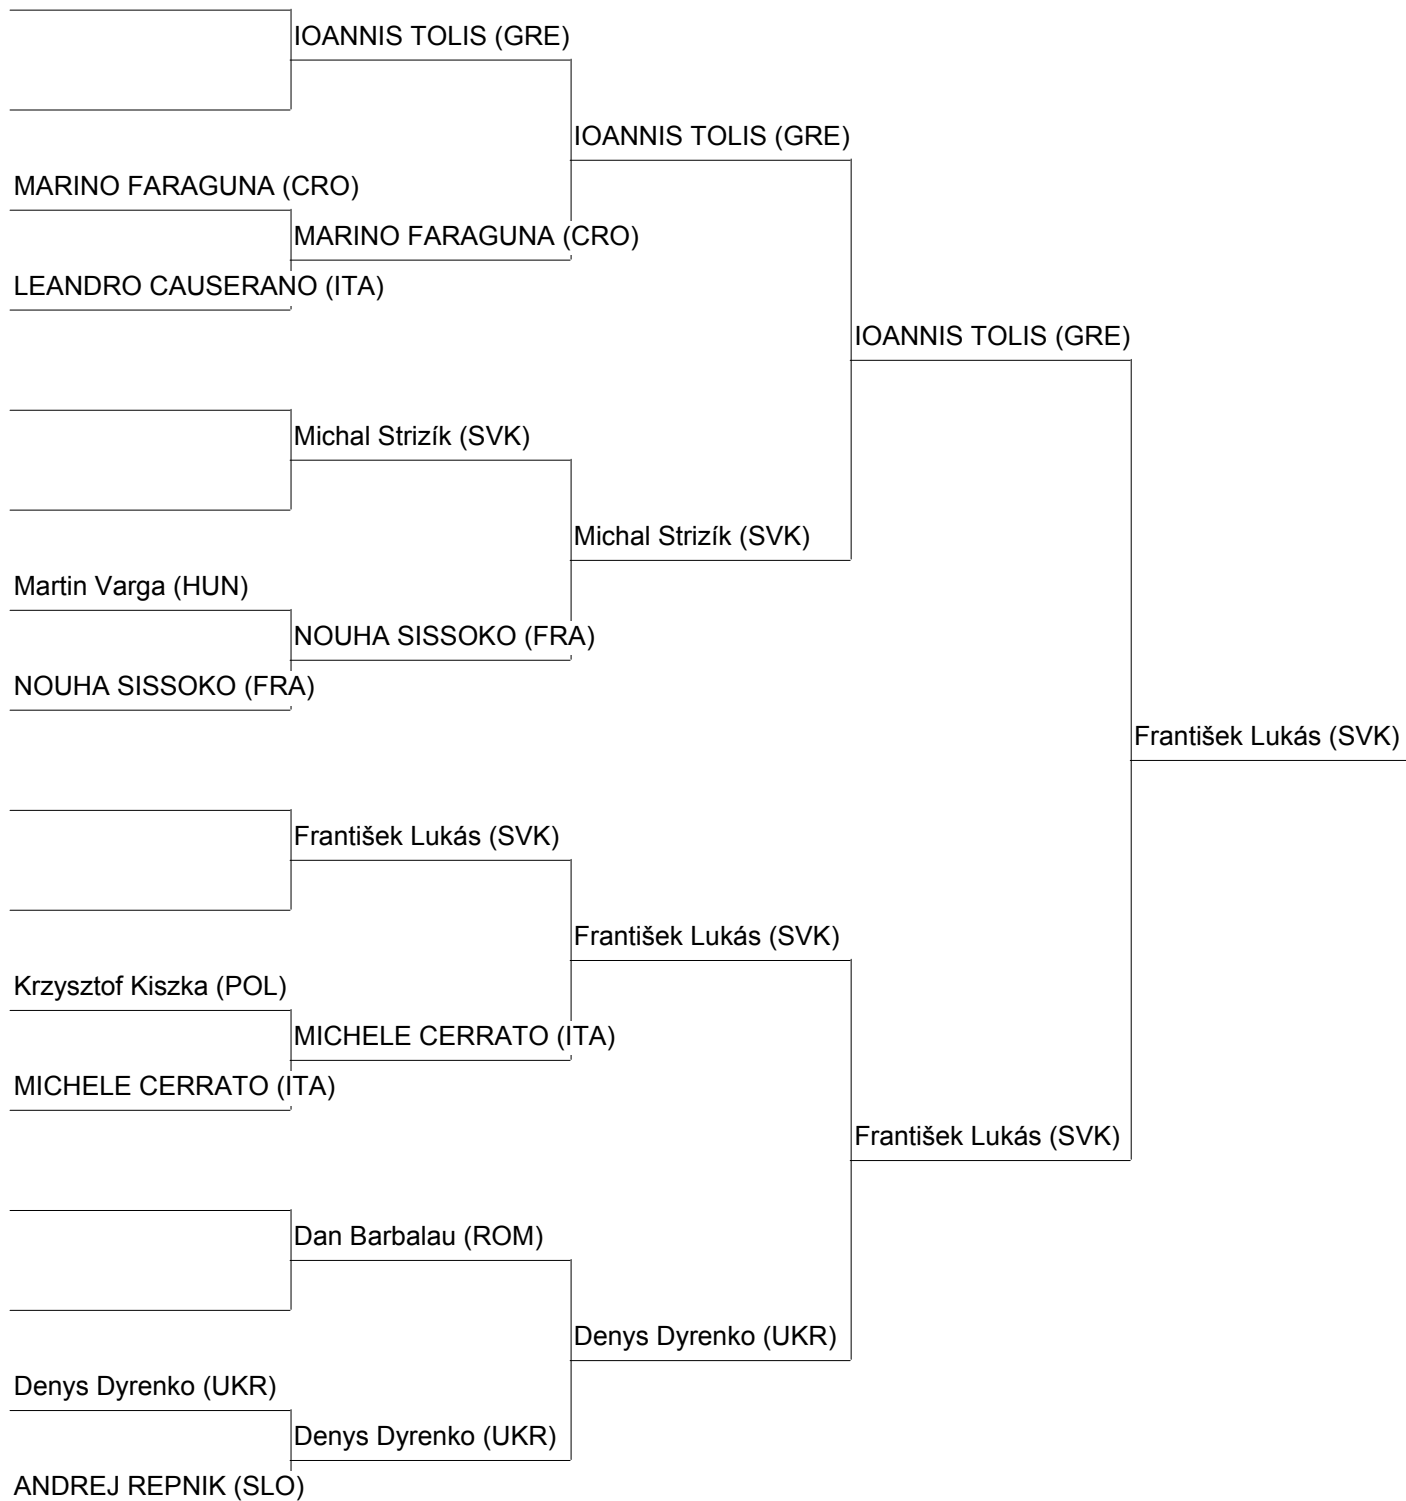 IOANNIS TOLIS (GRE)
IOANNIS TOLIS (GRE)
MARINO FARAGUNA (CRO)
MARINO FARAGUNA (CRO)
LEANDRO CAUSERANO (ITA)
IOANNIS TOLIS (GRE)
Michal Strizík (SVK)
Michal Strizík (SVK)
Martin Varga (HUN)
NOUHA SISSOKO (FRA)
NOUHA SISSOKO (FRA)
František Lukás (SVK)
František Lukás (SVK)
František Lukás (SVK)
Krzysztof Kiszka (POL)
MICHELE CERRATO (ITA)
MICHELE CERRATO (ITA)
František Lukás (SVK)
Dan Barbalau (ROM)
Denys Dyrenko (UKR)
Denys Dyrenko (UKR)
Denys Dyrenko (UKR)
ANDREJ REPNIK (SLO)